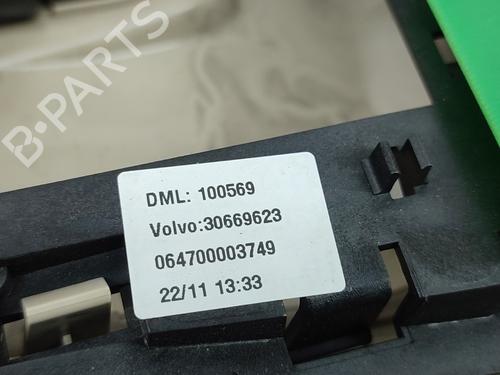 B-PARTS
DML: 100569
Volvo:30669623
064700003749
22/11 13:33